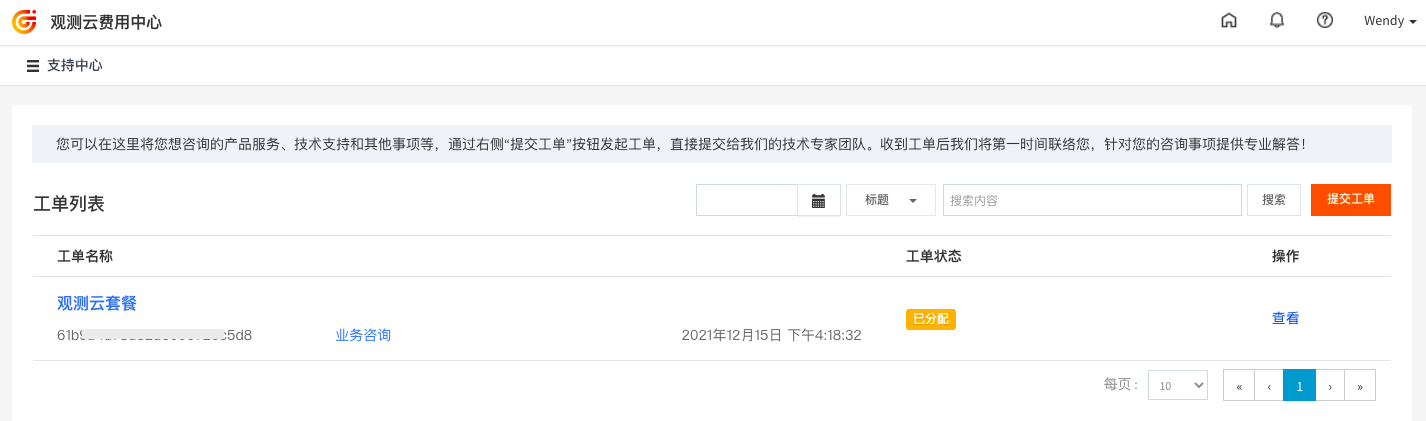 观测云费用中心
Wendy
支持中心
您可以在这里将您想咨询的产品服务、技术支持和其他事项等，通过右侧“提交工单”按钮发起工单，直接提交给我们的技术专家团队。收到工单后我们将第一时间联络您，针对您的咨询事项提供专业解答！
工单列表
标题
搜索内容
搜索
提交工单
工单名称 工单状态 操作
观测云套餐
已分配
查看
业务咨询 2021年12月15日 下午4:18:32
每页： 10 « ‹ 1 › »